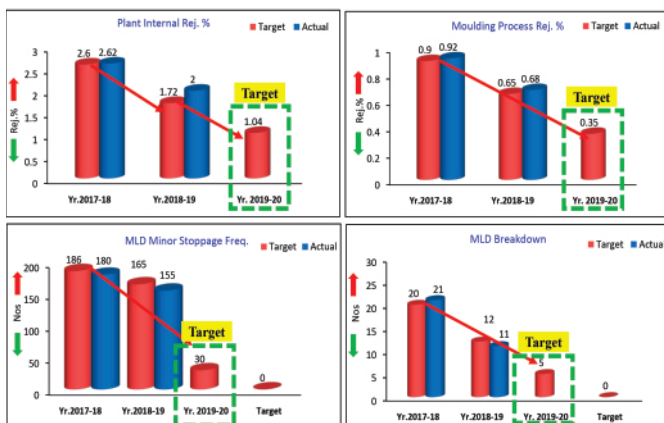 Plant Internal Rej. %
Target Actual
3
2.5
2
1.5
1
0.5
0
Rej.%
2.6 2.62
1.72 2
Target
1.04
Yr.2017-18 Yr.2018-19 Yr. 2019-20
Moulding Process Rej. %
Target Actual
1
0.8
0.6
0.4
0.2
0
Rej.%
0.9 0.92
0.65 0.68
Target
0.35
Yr.2017-18 Yr.2018-19 Yr. 2019-20
MLD Minor Stoppage Freq.
Target Actual
200
150
100
50
0
Nos
186 180
165 155
Target
30
0
Yr.2017-18 Yr.2018-19 Yr.2019-20 Target
MLD Breakdown
Target Actual
30
25
20
15
10
5
0
Nos
20 21
12 11
Target
5
0
Yr.2017-18 Yr.2018-19 Yr. 2019-20 Target